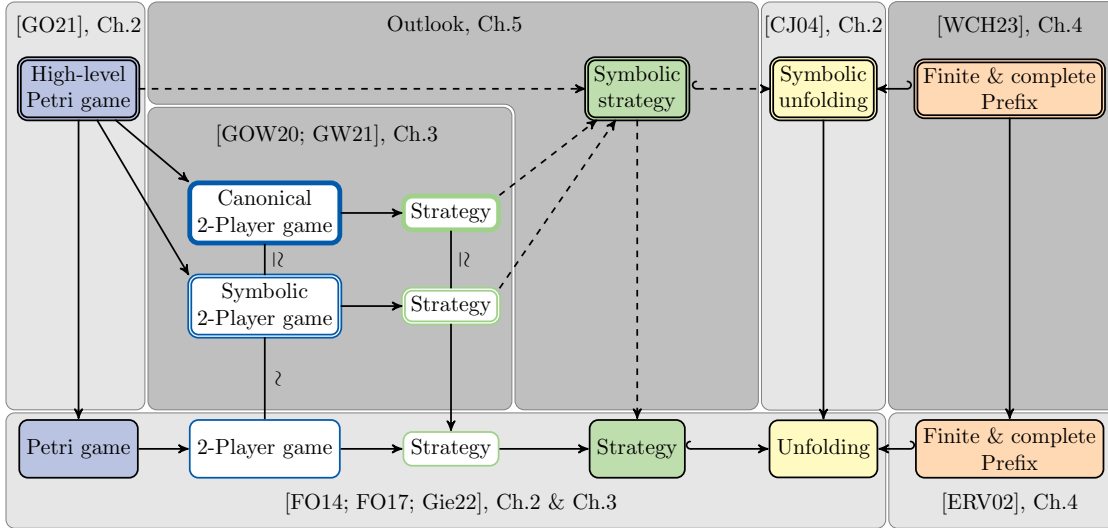 [GO21], Ch.2
Outlook, Ch.5
[CJ04], Ch.2
[WCH23], Ch.4
High-level
Petri game
Symbolic
strategy
Symbolic
unfolding
Finite & complete
Prefix
[GOW20; GW21], Ch.3
Canonical
2-Player game
Strategy
≃
≃
Symbolic
2-Player game
Strategy
~
Petri game
2-Player game
Strategy
Strategy
Unfolding
Finite & complete
Prefix
[FO14; FO17; Gie22], Ch.2 & Ch.3
[ERV02], Ch.4